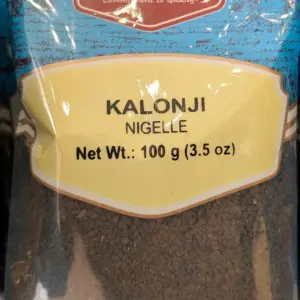 KALONJI
NIGELLE
Net Wt.: 100 g (3.5 oz)